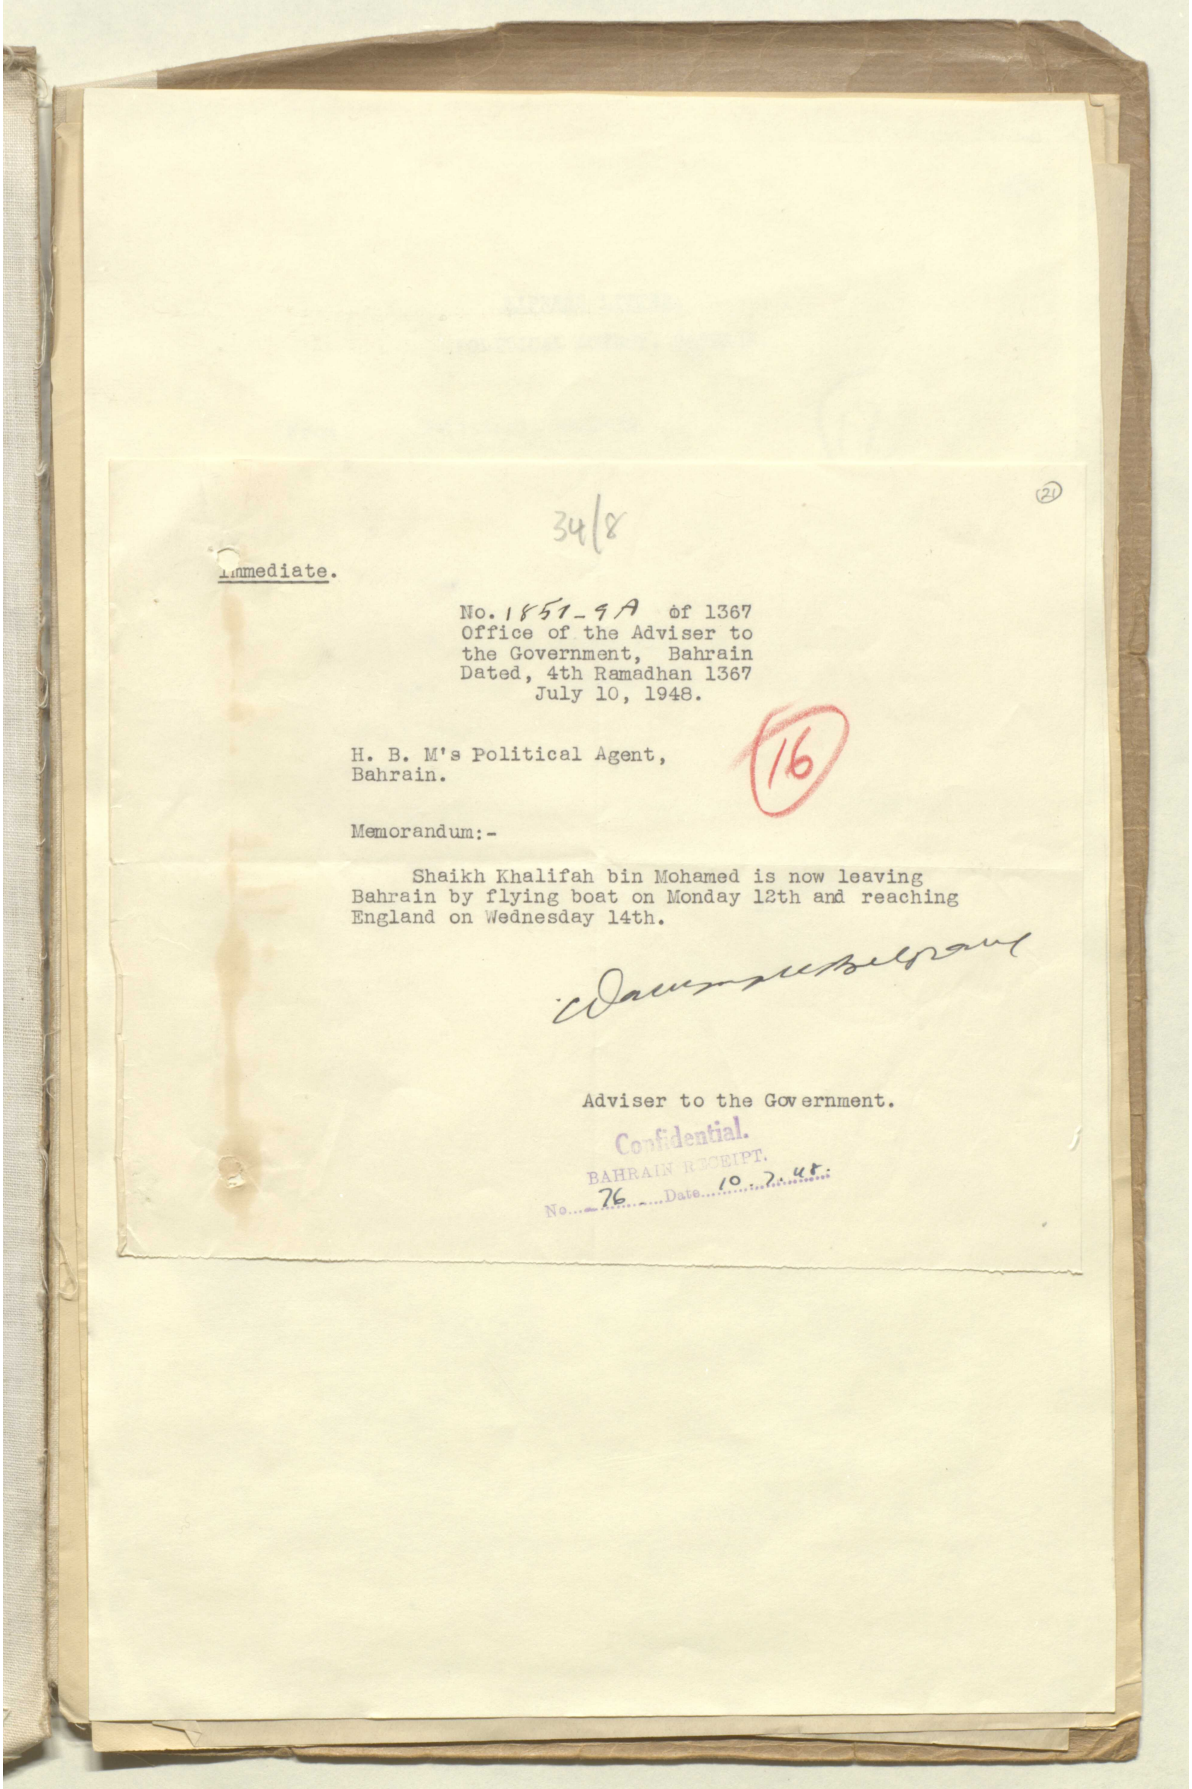 21
34/8
Immediate.
No. 1851-9A of 1367
Office of the Adviser to
the Government, Bahrain
Dated, 4th Ramadhan 1367
July 10, 1948.
16
H. B. M's Political Agent,
Bahrain.
Memorandum:-
Shaikh Khalifah bin Mohamed is now leaving
Bahrain by flying boat on Monday 12th and reaching
England on Wednesday 14th.
CDalrympleBelgrave
Adviser to the Government.
Confidential.
BAHRAIN RECEIPT.
No. 76 Date 10.7.48.